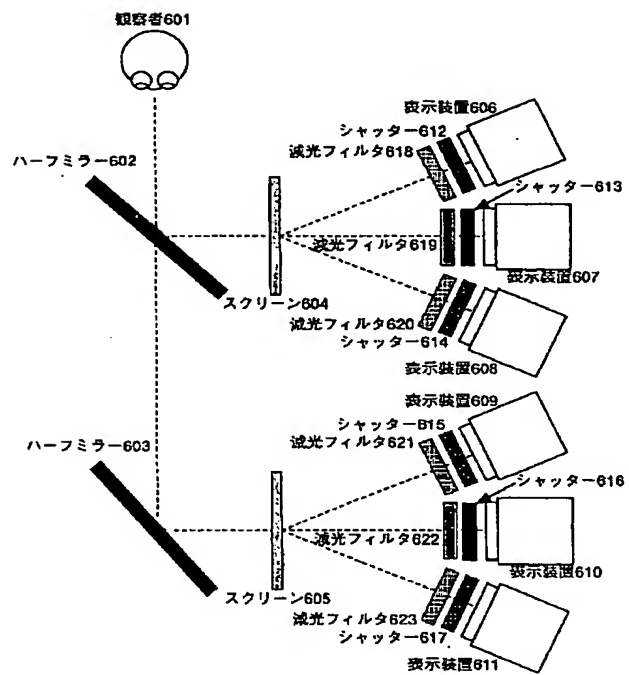 観察者601
表示装置606
シャッター612
減光フィルタ618
ハーフミラー602
シャッター613
減光フィルタ619
表示装置607
スクリーン604
減光フィルタ620
シャッター614
表示装置608
表示装置609
シャッター615
減光フィルタ621
ハーフミラー603
シャッター616
減光フィルタ622
表示装置610
スクリーン605
減光フィルタ623
シャッター617
表示装置611